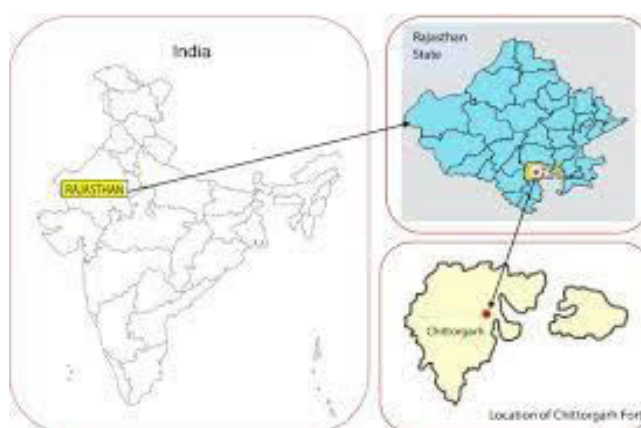 India
RAJASTHAN
Rajasthan
State
Chittorgarh
Location of Chittorgarh Fort